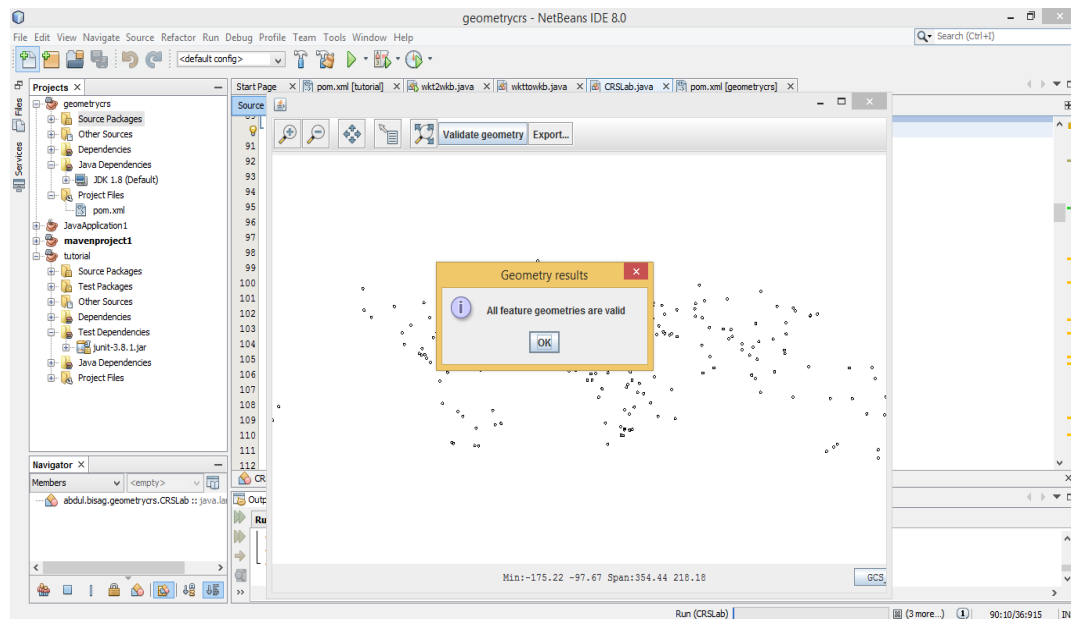 geometrycrs - NetBeans IDE 8.0
File Edit View Navigate Source Refactor Run Debug Profile Team Tools Window Help
Search (Ctrl+I)
<default config>
Projects
Start Page
pom.xml [tutorial]
wkt2wkb.java
wkttowkb.java
CRSLab.java
pom.xml [geometrycrs]
Files
Services
geometrycrs
Source Packages
Other Sources
Dependencies
Java Dependencies
JDK 1.8 (Default)
Project Files
pom.xml
JavaApplication1
mavenproject1
tutorial
Source Packages
Test Packages
Other Sources
Dependencies
Test Dependencies
junit-3.8.1.jar
Java Dependencies
Project Files
Source
Validate geometry
Export...
91
92
93
94
95
96
97
98
99
100
101
102
103
104
105
106
107
108
109
110
111
112
Geometry results
All feature geometries are valid
OK
Navigator
Members
<empty>
abdul.bisag.geometrycrs.CRSLab :: java.la
CR
Outp
Ru
Min:-175.22 -97.67 Span:354.44 218.18
GCS
Run (CRSLab)
(3 more...)
1
90:10/36:915
IN